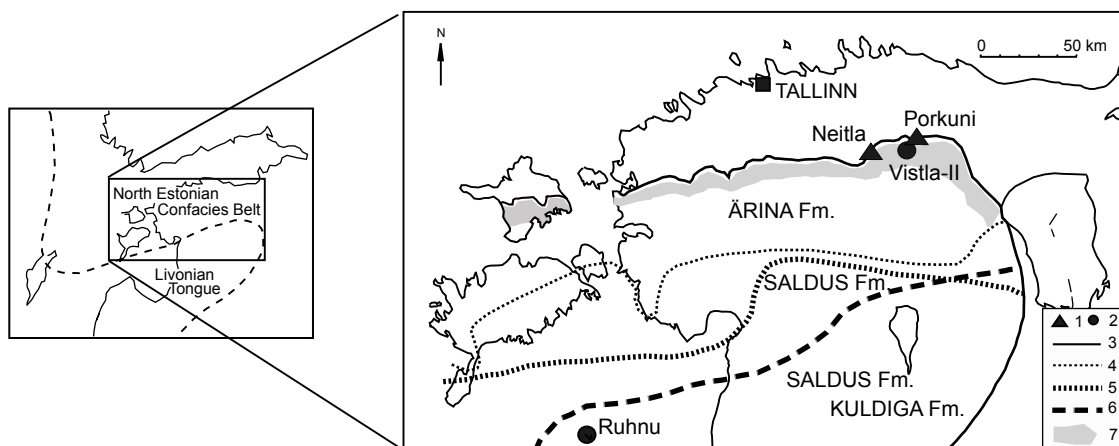 North Estonian
Confacies Belt
Livonian
Tongue
N
0 50 km
TALLINN
Porkuni
Neitla
Vistla-II
ÄRINA Fm.
SALDUS Fm.
SALDUS Fm.
KULDIGA Fm.
Ruhnu
1 2
3
4
5
6
7